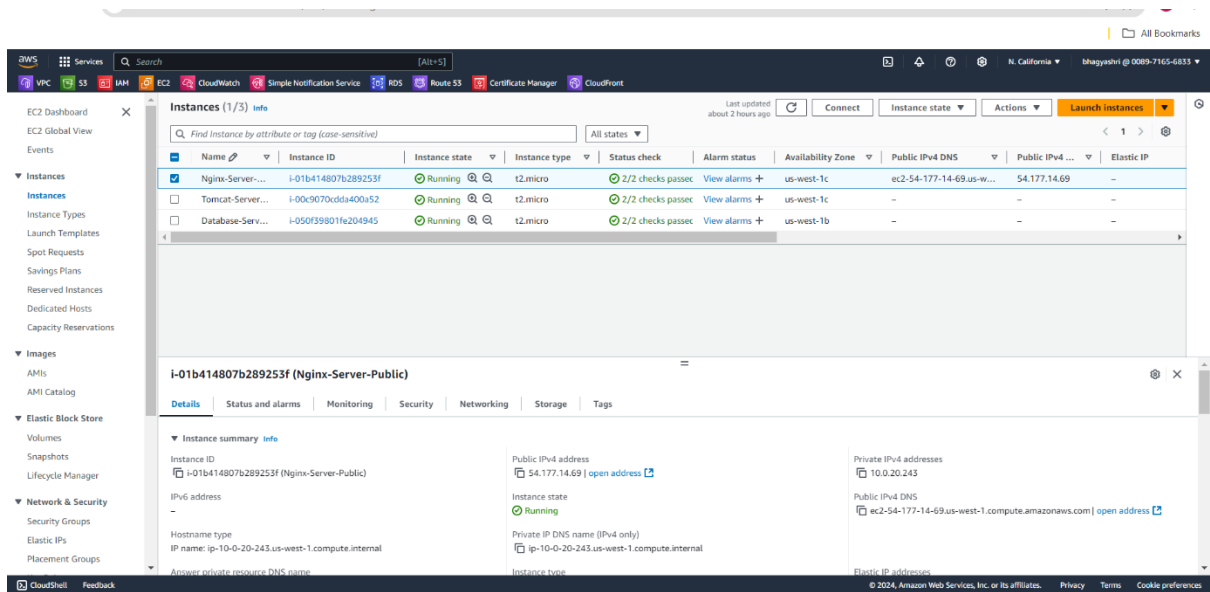 All Bookmarks
aws Services Search [Alt+S] N. California ▼ bhagyashri @ 0089-7165-6833 ▼
VPC S3 IAM EC2 CloudWatch Simple Notification Service RDS Route 53 Certificate Manager CloudFront
EC2 Dashboard
EC2 Global View
Events
Instances
Instances
Instance Types
Launch Templates
Spot Requests
Savings Plans
Reserved Instances
Dedicated Hosts
Capacity Reservations
Images
AMIs
AMI Catalog
Elastic Block Store
Volumes
Snapshots
Lifecycle Manager
Network & Security
Security Groups
Elastic IPs
Placement Groups
Instances (1/3) Info
Last updated
about 2 hours ago
Connect Instance state ▼ Actions ▼ Launch instances ▼
Find Instance by attribute or tag (case-sensitive) All states ▼ < 1 >
Name Instance ID Instance state Instance type Status check Alarm status Availability Zone Public IPv4 DNS Public IPv4 ... Elastic IP
Nginx-Server-... i-01b414807b289253f Running t2.micro 2/2 checks passec View alarms + us-west-1c ec2-54-177-14-69.us-w... 54.177.14.69 –
Tomcat-Server... i-00c9070cdda400a52 Running t2.micro 2/2 checks passec View alarms + us-west-1c – – –
Database-Serv... i-050f39801fe204945 Running t2.micro 2/2 checks passec View alarms + us-west-1b – – –
i-01b414807b289253f (Nginx-Server-Public)
Details Status and alarms Monitoring Security Networking Storage Tags
Instance summary Info
Instance ID
i-01b414807b289253f (Nginx-Server-Public)
Public IPv4 address
54.177.14.69 | open address
Private IPv4 addresses
10.0.20.243
IPv6 address
–
Instance state
Running
Public IPv4 DNS
ec2-54-177-14-69.us-west-1.compute.amazonaws.com | open address
Hostname type
IP name: ip-10-0-20-243.us-west-1.compute.internal
Private IP DNS name (IPv4 only)
ip-10-0-20-243.us-west-1.compute.internal
Answer private resource DNS name
Instance type
Elastic IP addresses
CloudShell Feedback © 2024, Amazon Web Services, Inc. or its affiliates. Privacy Terms Cookie preferences